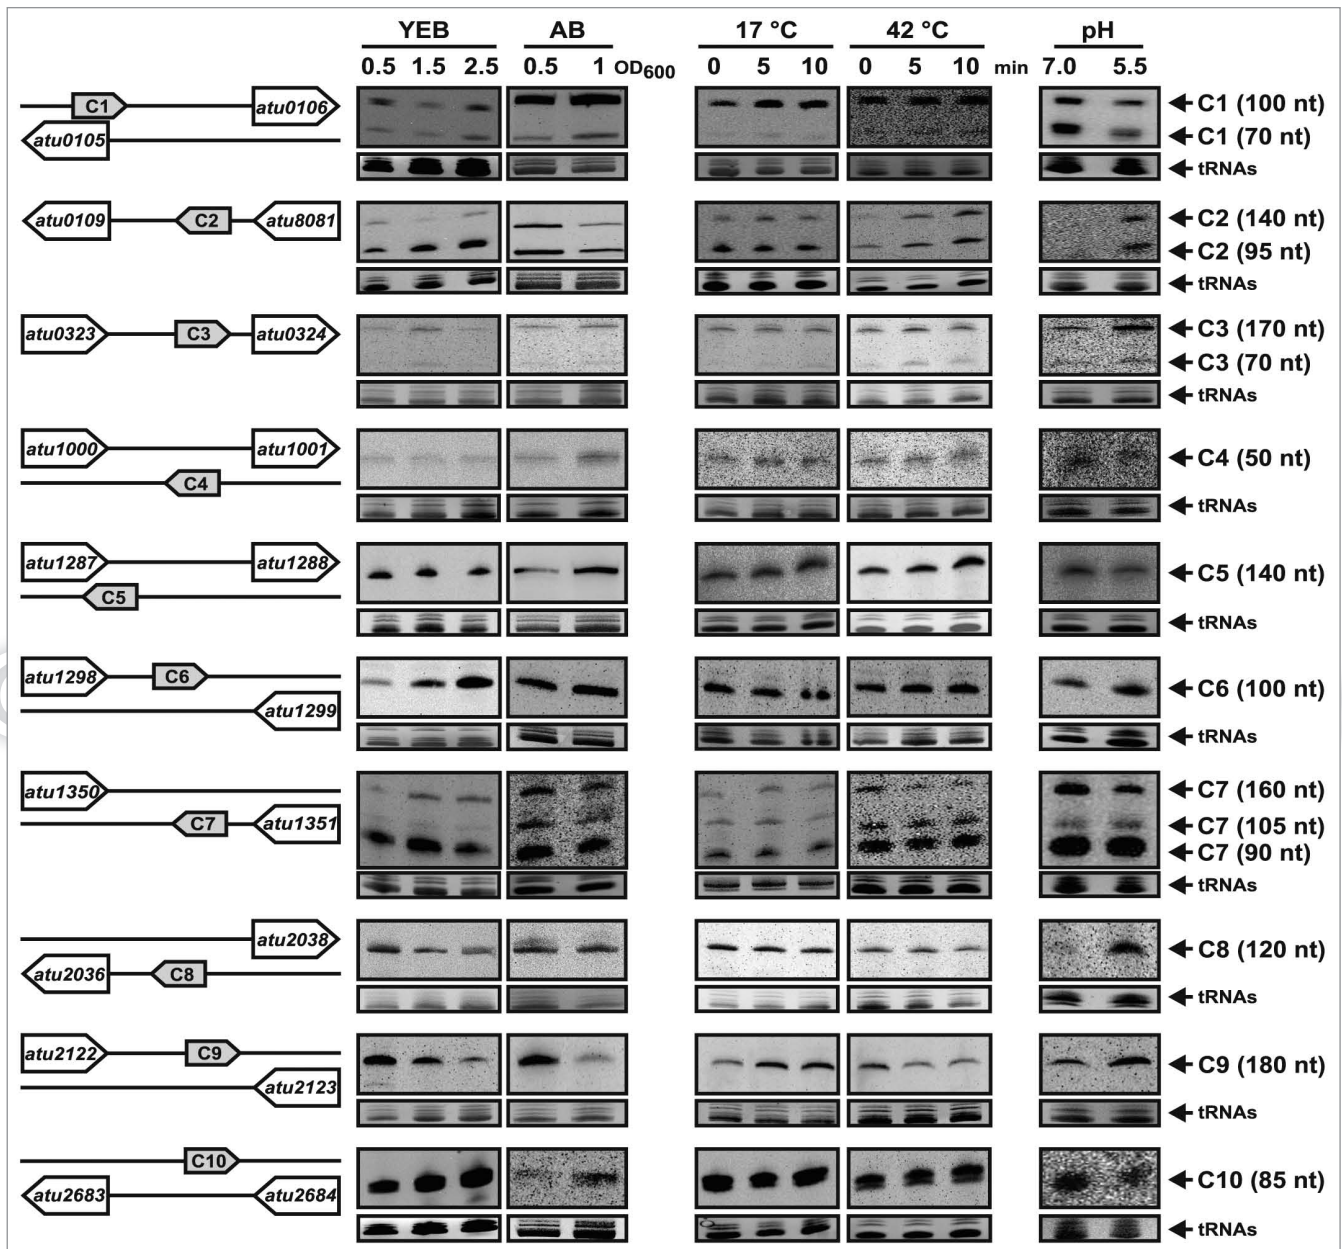 YEB AB 17 °C 42 °C pH
0.5 1.5 2.5 0.5 1 OD600 0 5 10 0 5 10 min 7.0 5.5
C1 atu0106 C1 (100 nt)
atu0105 C1 (70 nt)
tRNAs
atu0109 C2 atu8081 C2 (140 nt)
C2 (95 nt)
tRNAs
atu0323 C3 atu0324 C3 (170 nt)
C3 (70 nt)
tRNAs
atu1000 atu1001 C4 (50 nt)
C4
tRNAs
atu1287 atu1288 C5 (140 nt)
C5
tRNAs
atu1298 C6 C6 (100 nt)
atu1299
tRNAs
atu1350 C7 (160 nt)
C7 atu1351 C7 (105 nt)
C7 (90 nt)
tRNAs
atu2038 C8 (120 nt)
atu2036 C8
tRNAs
atu2122 C9 C9 (180 nt)
atu2123
tRNAs
C10 C10 (85 nt)
atu2683 atu2684
tRNAs